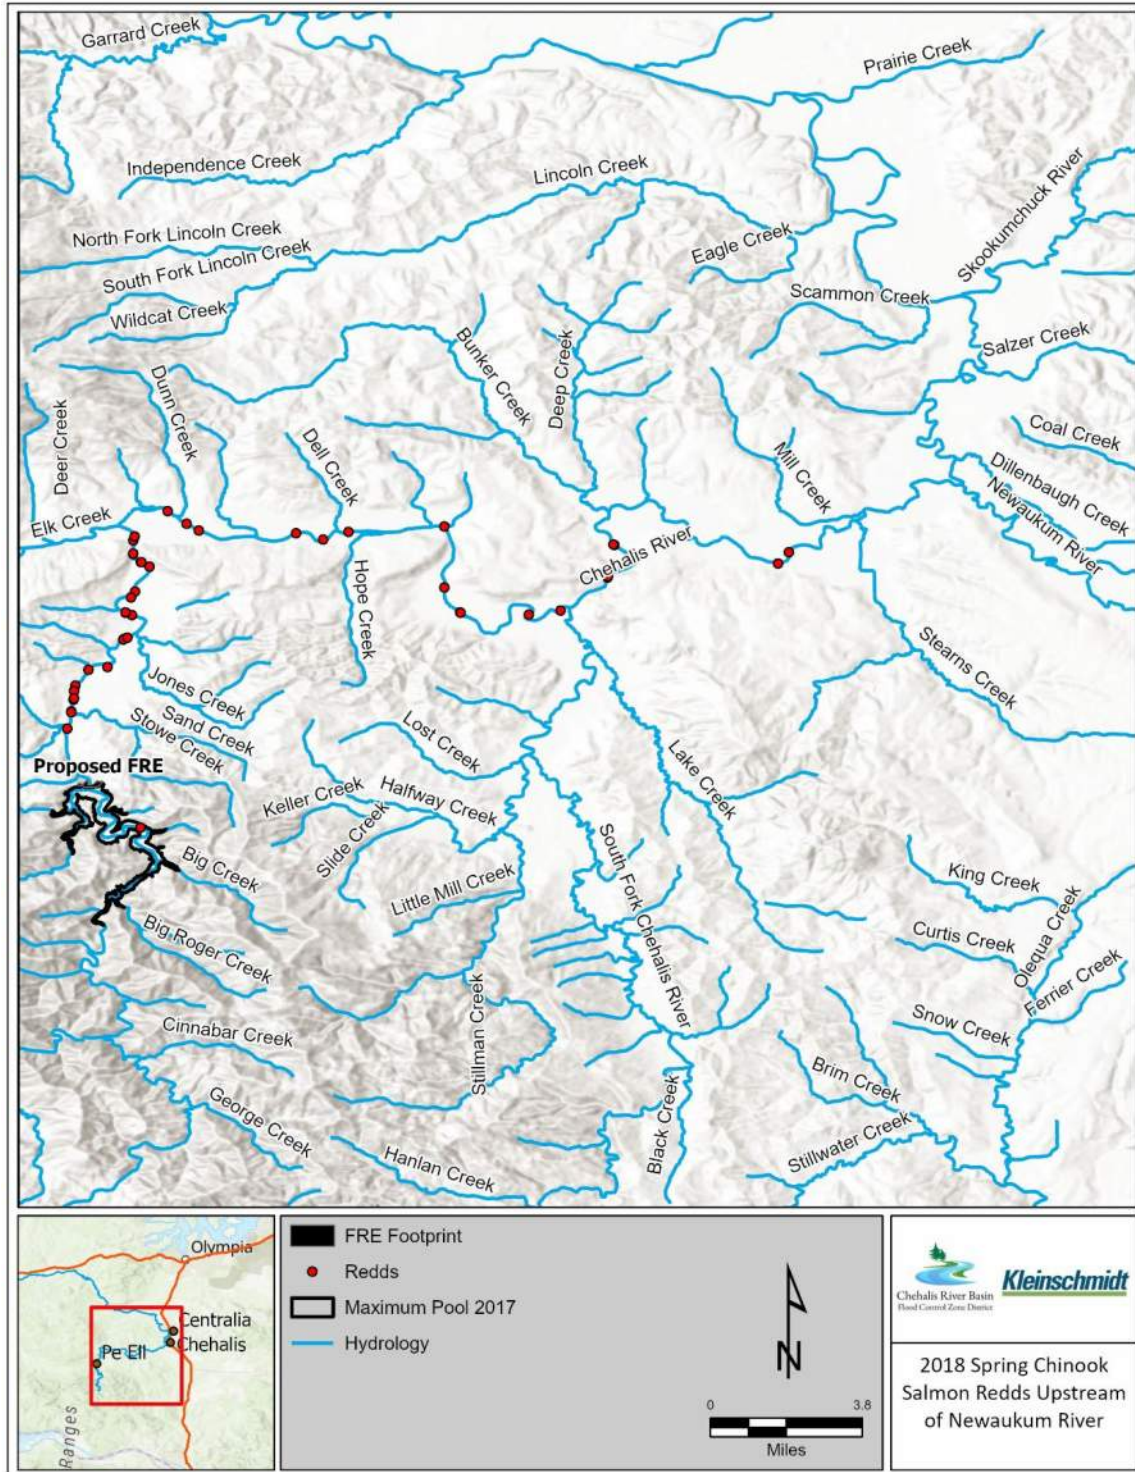 Garrard Creek
Prairie Creek
Independence Creek
Lincoln Creek
Skookumchuck River
North Fork Lincoln Creek
Eagle Creek
South Fork Lincoln Creek
Scammon Creek
Wildcat Creek
Salzer Creek
Bunker Creek
Deep Creek
Dunn Creek
Deer Creek
Dell Creek
Mill Creek
Coal Creek
Dillenbaugh Creek
Newaukum River
Elk Creek
Chehalis River
Hope Creek
Stearns Creek
Jones Creek
Sand Creek
Stowe Creek
Lost Creek
Lake Creek
Proposed FRE
Keller Creek
Halfway Creek
Slide Creek
South Fork Chehalis River
Big Creek
Little Mill Creek
King Creek
Big Roger Creek
Curtis Creek
Olequa Creek
Ferrier Creek
Stillman Creek
Snow Creek
Cinnabar Creek
Brim Creek
George Creek
Black Creek
Stillwater Creek
Hanlan Creek
Olympia
Centralia
Chehalis
Pe Ell
Ranges
FRE Footprint
Redds
Maximum Pool 2017
Hydrology
N
0 3.8
Miles
Chehalis River Basin
Flood Control Zone District
Kleinschmidt
2018 Spring Chinook
Salmon Redds Upstream
of Newaukum River